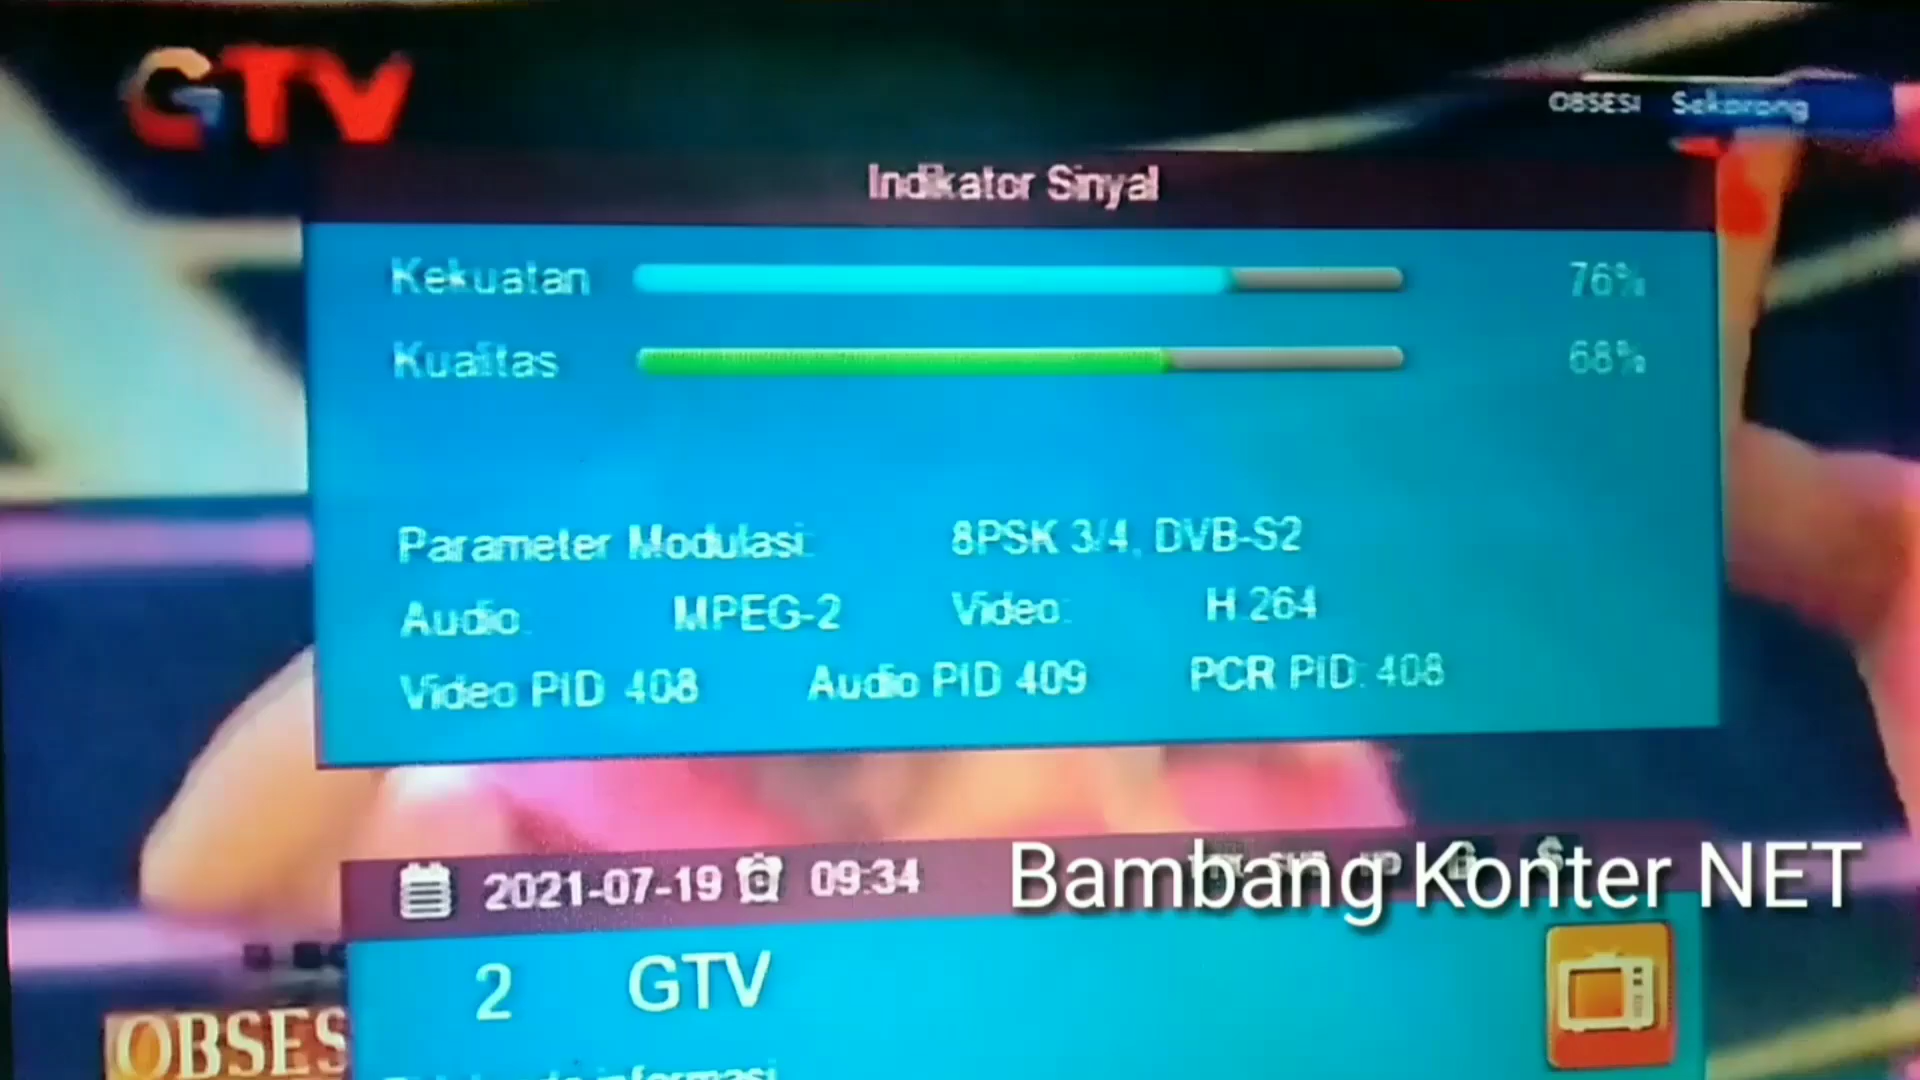 GTV
OBSESI Sekarang
Indikator Sinyal
Kekuatan 76%
Kualitas 68%
Parameter Modulasi: 8PSK 3/4, DVB-S2
Audio: MPEG-2 Video: H.264
Video PID 408 Audio PID 409 PCR PID: 408
2021-07-19 09:34
Bambang Konter NET
2 GTV
OBSES
informasi